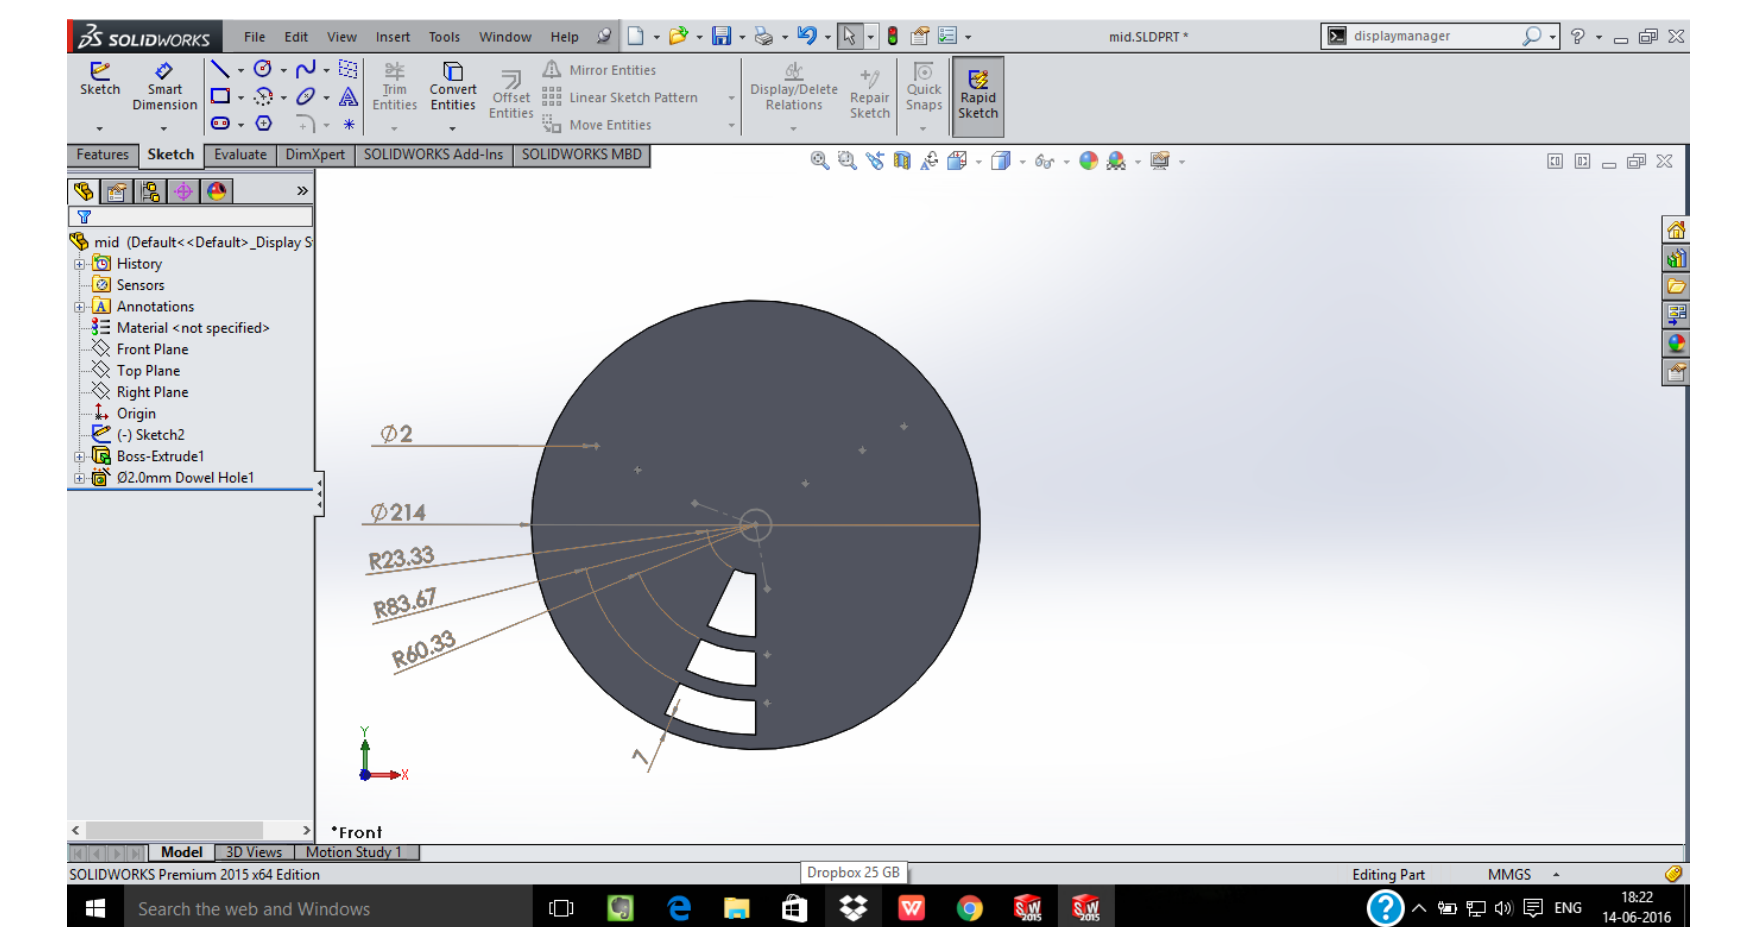 SOLIDWORKS File Edit View Insert Tools Window Help mid.SLDPRT * displaymanager ?
Sketch Smart Dimension Trim Entities Convert Entities Offset Entities Mirror Entities Linear Sketch Pattern Move Entities Display/Delete Relations Repair Sketch Quick Snaps Rapid Sketch
Features Sketch Evaluate DimXpert SOLIDWORKS Add-Ins SOLIDWORKS MBD
mid (Default<<Default>_Display S
History
Sensors
Annotations
Material <not specified>
Front Plane
Top Plane
Right Plane
Origin
(-) Sketch2
Boss-Extrude1
Ø2.0mm Dowel Hole1
Ø2
Ø214
R23.33
R83.67
R60.33
7
Y
X
*Front
Model 3D Views Motion Study 1
SOLIDWORKS Premium 2015 x64 Edition Dropbox 25 GB Editing Part MMGS
Search the web and Windows ENG 18:22
14-06-2016